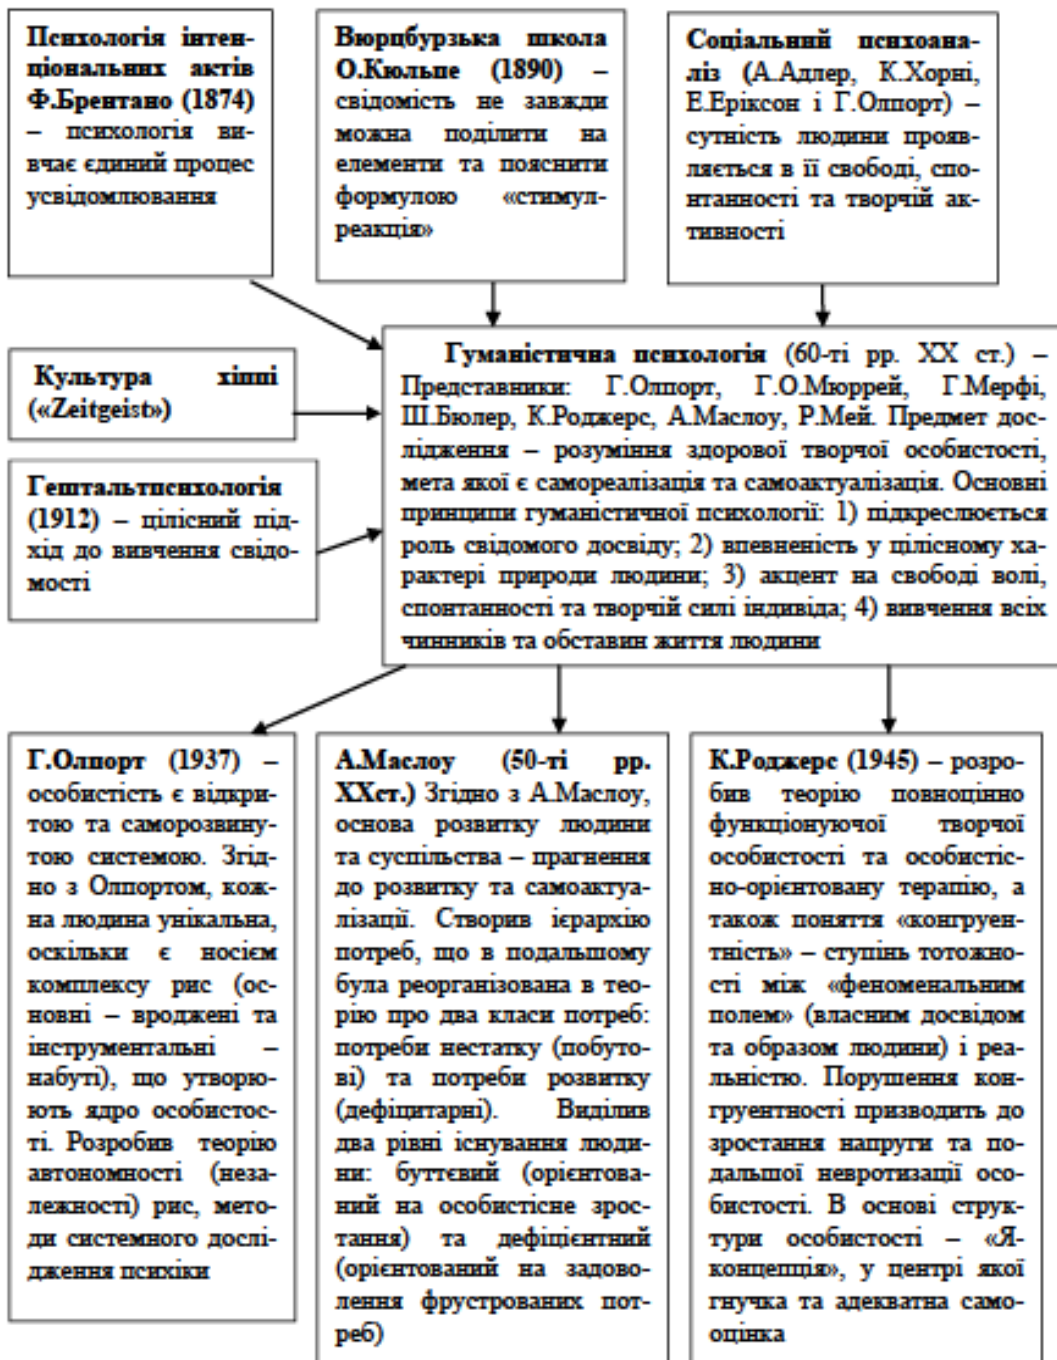 Психологія інтен-
ціональних актів
Ф.Брентано (1874)
– психологія ви-
вчає єдиний процес
усвідомлювання
Вюрцбурзька школа
О.Кюльпе (1890) –
свідомість не завжди
можна поділити на
елементи та пояснити
формулою «стимул-
реакція»
Соціальний психоана-
ліз (А.Адлер, К.Хорні,
Е.Еріксон і Г.Олпорт) –
сутність людини прояв-
ляється в її свободі, спо-
нтанності та творчій ак-
тивності
Культура хіппі
(«Zeitgeist»)
Гештальтпсихологія
(1912) – цілісний під-
хід до вивчення свідо-
мості
Гуманістична психологія (60-ті рр. ХХ ст.) –
Представники: Г.Олпорт, Г.О.Мюррей, Г.Мерфі,
Ш.Бюлер, К.Роджерс, А.Маслоу, Р.Мей. Предмет дос-
лідження – розуміння здорової творчої особистості,
мета якої є самореалізація та самоактуалізація. Основні
принципи гуманістичної психології: 1) підкреслюється
роль свідомого досвіду; 2) впевненість у цілісному ха-
рактері природи людини; 3) акцент на свободі волі,
спонтанності та творчій силі індивіда; 4) вивчення всіх
чинників та обставин життя людини
Г.Олпорт (1937) –
особистість є відкри-
тою та саморозвину-
тою системою. Згід-
но з Олпортом, кож-
на людина унікальна,
оскільки є носієм
комплексу рис (ос-
новні – вроджені та
інструментальні –
набуті), що утворю-
ють ядро особистос-
ті. Розробив теорію
автономності (неза-
лежності) рис, мето-
ди системного дослі-
дження психіки
А.Маслоу (50-ті рр.
ХХст.) Згідно з А.Маслоу,
основа розвитку людини
та суспільства – прагнення
до розвитку та самоактуа-
лізації. Створив ієрархію
потреб, що в подальшому
була реорганізована в тео-
рію про два класи потреб:
потреби нестатку (побуто-
ві) та потреби розвитку
(дефіцитарні). Виділив
два рівні існування люди-
ни: буттєвий (орієнтова-
ний на особистісне зрос-
тання) та дефіцієнтний
(орієнтований на задово-
лення фрустрованих пот-
реб)
К.Роджерс (1945) – розро-
бив теорію повноцінно
функціонуючої творчої
особистості та особистіс-
но-орієнтовану терапію, а
також поняття «конгруен-
тність» – ступінь тотожно-
сті між «феноменальним
полем» (власним досвідом
та образом людини) і реа-
льністю. Порушення кон-
груентності призводить до
зростання напруги та по-
дальшої невротизації осо-
бистості. В основі струк-
тури особистості – «Я-
концепція», у центрі якої
гнучка та адекватна само-
оцінка